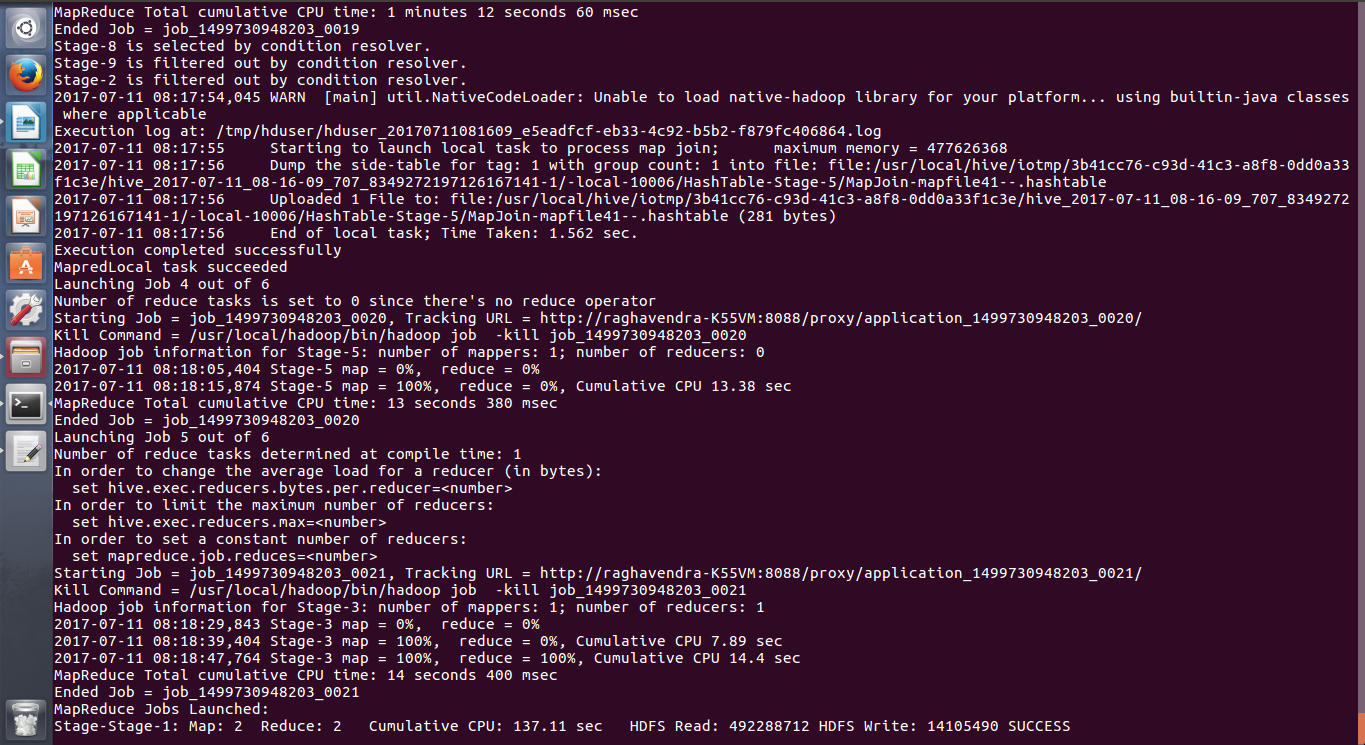 MapReduce Total cumulative CPU time: 1 minutes 12 seconds 60 msec
Ended Job = job_1499730948203_0019
Stage-8 is selected by condition resolver.
Stage-9 is filtered out by condition resolver.
Stage-2 is filtered out by condition resolver.
2017-07-11 08:17:54,045 WARN  [main] util.NativeCodeLoader: Unable to load native-hadoop library for your platform... using builtin-java classes
 where applicable
Execution log at: /tmp/hduser/hduser_20170711081609_e5eadfcf-eb33-4c92-b5b2-f879fc406864.log
2017-07-11 08:17:55     Starting to launch local task to process map join;      maximum memory = 477626368
2017-07-11 08:17:56     Dump the side-table for tag: 1 with group count: 1 into file: file:/usr/local/hive/iotmp/3b41cc76-c93d-41c3-a8f8-0dd0a33
f1c3e/hive_2017-07-11_08-16-09_707_8349272197126167141-1/-local-10006/HashTable-Stage-5/MapJoin-mapfile41--.hashtable
2017-07-11 08:17:56     Uploaded 1 File to: file:/usr/local/hive/iotmp/3b41cc76-c93d-41c3-a8f8-0dd0a33f1c3e/hive_2017-07-11_08-16-09_707_8349272
197126167141-1/-local-10006/HashTable-Stage-5/MapJoin-mapfile41--.hashtable (281 bytes)
2017-07-11 08:17:56     End of local task; Time Taken: 1.562 sec.
Execution completed successfully
MapredLocal task succeeded
Launching Job 4 out of 6
Number of reduce tasks is set to 0 since there's no reduce operator
Starting Job = job_1499730948203_0020, Tracking URL = http://raghavendra-K55VM:8088/proxy/application_1499730948203_0020/
Kill Command = /usr/local/hadoop/bin/hadoop job  -kill job_1499730948203_0020
Hadoop job information for Stage-5: number of mappers: 1; number of reducers: 0
2017-07-11 08:18:05,404 Stage-5 map = 0%,  reduce = 0%
2017-07-11 08:18:15,874 Stage-5 map = 100%,  reduce = 0%, Cumulative CPU 13.38 sec
MapReduce Total cumulative CPU time: 13 seconds 380 msec
Ended Job = job_1499730948203_0020
Launching Job 5 out of 6
Number of reduce tasks determined at compile time: 1
In order to change the average load for a reducer (in bytes):
  set hive.exec.reducers.bytes.per.reducer=<number>
In order to limit the maximum number of reducers:
  set hive.exec.reducers.max=<number>
In order to set a constant number of reducers:
  set mapreduce.job.reduces=<number>
Starting Job = job_1499730948203_0021, Tracking URL = http://raghavendra-K55VM:8088/proxy/application_1499730948203_0021/
Kill Command = /usr/local/hadoop/bin/hadoop job  -kill job_1499730948203_0021
Hadoop job information for Stage-3: number of mappers: 1; number of reducers: 1
2017-07-11 08:18:29,843 Stage-3 map = 0%,  reduce = 0%
2017-07-11 08:18:39,404 Stage-3 map = 100%,  reduce = 0%, Cumulative CPU 7.89 sec
2017-07-11 08:18:47,764 Stage-3 map = 100%,  reduce = 100%, Cumulative CPU 14.4 sec
MapReduce Total cumulative CPU time: 14 seconds 400 msec
Ended Job = job_1499730948203_0021
MapReduce Jobs Launched:
Stage-Stage-1: Map: 2  Reduce: 2   Cumulative CPU: 137.11 sec   HDFS Read: 492288712 HDFS Write: 14105490 SUCCESS